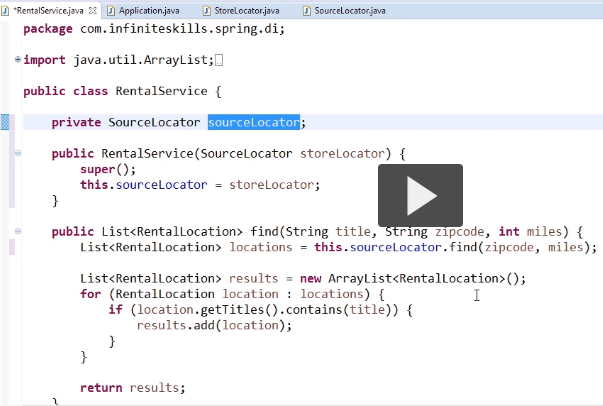 *RentalService.java Application.java StoreLocator.java SourceLocator.java
package com.infiniteskills.spring.di;
import java.util.ArrayList;
public class RentalService {
private SourceLocator sourceLocator;
public RentalService(SourceLocator storeLocator) {
super();
this.sourceLocator = storeLocator;
}
public List<RentalLocation> find(String title, String zipcode, int miles) {
List<RentalLocation> locations = this.sourceLocator.find(zipcode, miles);
List<RentalLocation> results = new ArrayList<RentalLocation>();
for (RentalLocation location : locations) {
if (location.getTitles().contains(title)) {
results.add(location);
}
}
return results;
}